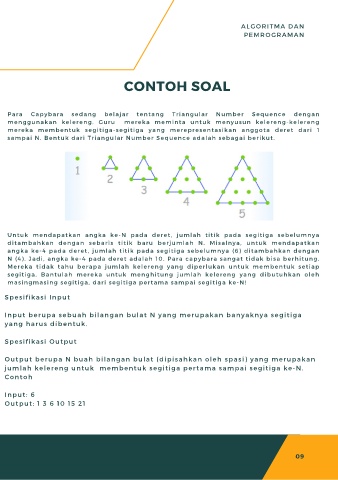 ALGORITMA DAN
PEMROGRAMAN
CONTOH SOAL
Para Capybara sedang belajar tentang Triangular Number Sequence dengan
menggunakan kelereng. Guru mereka meminta untuk menyusun kelereng-kelereng
mereka membentuk segitiga-segitiga yang merepresentasikan anggota deret dari 1
sampai N. Bentuk dari Triangular Number Sequence adalah sebagai berikut.
1
2
3
4
5
Untuk mendapatkan angka ke-N pada deret, jumlah titik pada segitiga sebelumnya
ditambahkan dengan sebaris titik baru berjumlah N. Misalnya, untuk mendapatkan
angka ke-4 pada deret, jumlah titik pada segitiga sebelumnya (6) ditambahkan dengan
N (4). Jadi, angka ke-4 pada deret adalah 10. Para capybara sangat tidak bisa berhitung.
Mereka tidak tahu berapa jumlah kelereng yang diperlukan untuk membentuk setiap
segitiga. Bantulah mereka untuk menghitung jumlah kelereng yang dibutuhkan oleh
masingmasing segitiga, dari segitiga pertama sampai segitiga ke-N!
Spesifikasi Input
Input berupa sebuah bilangan bulat N yang merupakan banyaknya segitiga
yang harus dibentuk.
Spesifikasi Output
Output berupa N buah bilangan bulat (dipisahkan oleh spasi) yang merupakan
jumlah kelereng untuk membentuk segitiga pertama sampai segitiga ke-N.
Contoh
Input: 6
Output: 1 3 6 10 15 21
09